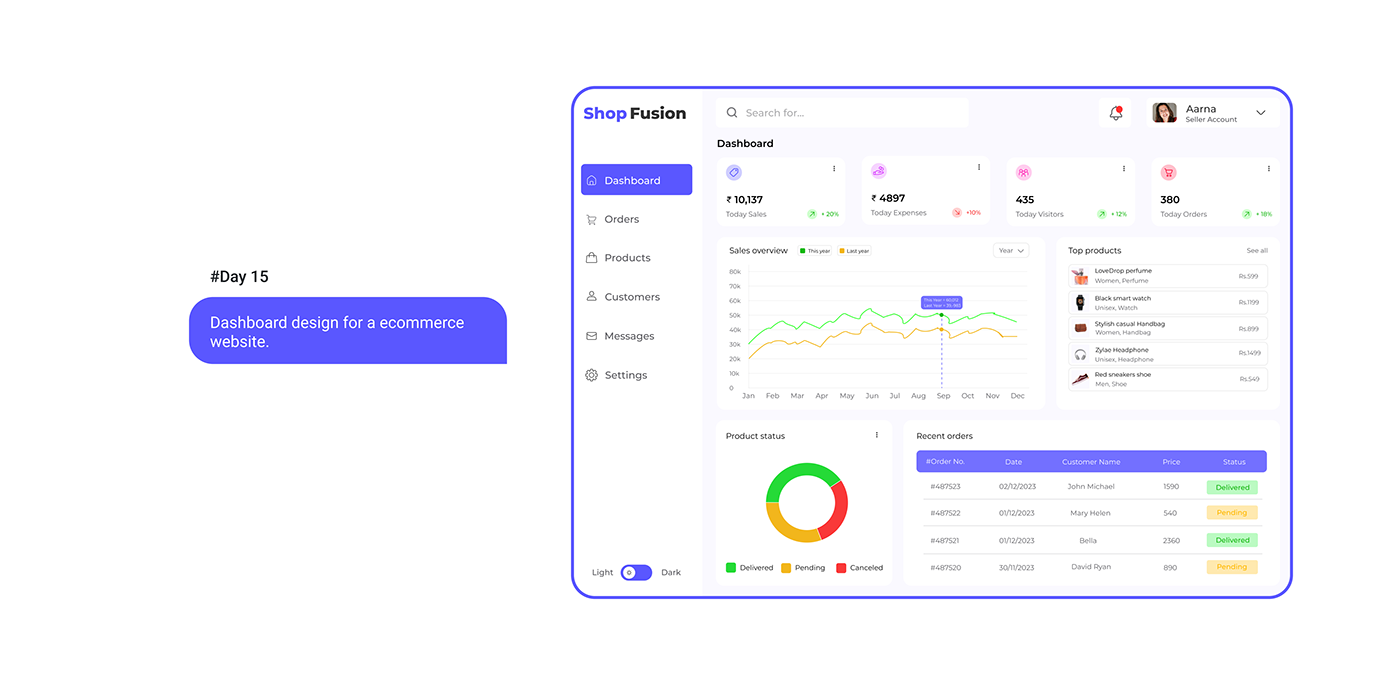 #Day 15
Dashboard design for a ecommerce
website.
Shop Fusion
Search for...
Aarna
Seller Account
Dashboard
Orders
Products
Customers
Messages
Settings
Light
Dark
Dashboard
₹ 10,137
Today Sales
+ 20%
₹ 4897
Today Expenses
+10%
435
Today Visitors
+ 12%
380
Today Orders
+ 18%
Sales overview
This year
Last year
Year
80k
70k
60k
50k
40k
30k
20k
10k
0
Jan Feb Mar Apr May Jun Jul Aug Sep Oct Nov Dec
Top products
See all
LoveDrop perfume
Women, Perfume
Rs.599
Black smart watch
Unisex, Watch
Rs.1199
Stylish casual Handbag
Women, Handbag
Rs.899
Zylae Headphone
Unisex, Headphone
Rs.1499
Red sneakers shoe
Men, Shoe
Rs.549
Product status
Delivered
Pending
Canceled
Recent orders
#Order No. Date Customer Name Price Status
#487523 02/12/2023 John Michael 1590 Delivered
#487522 01/12/2023 Mary Helen 540 Pending
#487521 01/12/2023 Bella 2360 Delivered
#487520 30/11/2023 David Ryan 890 Pending